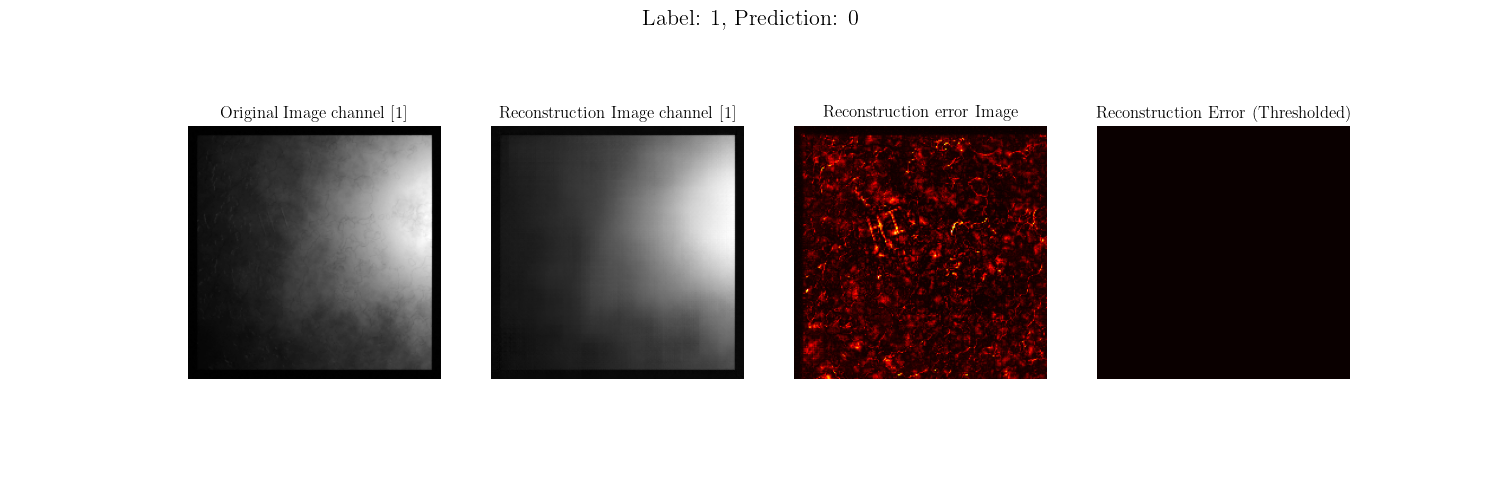 Label: 1, Prediction: 0
Original Image channel [1]
Reconstruction Image channel [1]
Reconstruction error Image
Reconstruction Error (Thresholded)